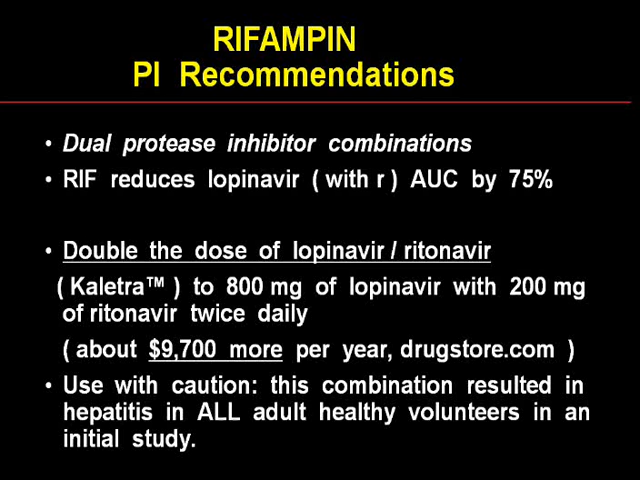 RIFAMPIN
PI Recommendations
• Dual protease inhibitor combinations
• RIF reduces lopinavir ( with r ) AUC by 75%
• Double the dose of lopinavir / ritonavir
( Kaletra™ ) to 800 mg of lopinavir with 200 mg
of ritonavir twice daily
( about $9,700 more per year, drugstore.com )
• Use with caution: this combination resulted in
hepatitis in ALL adult healthy volunteers in an
initial study.